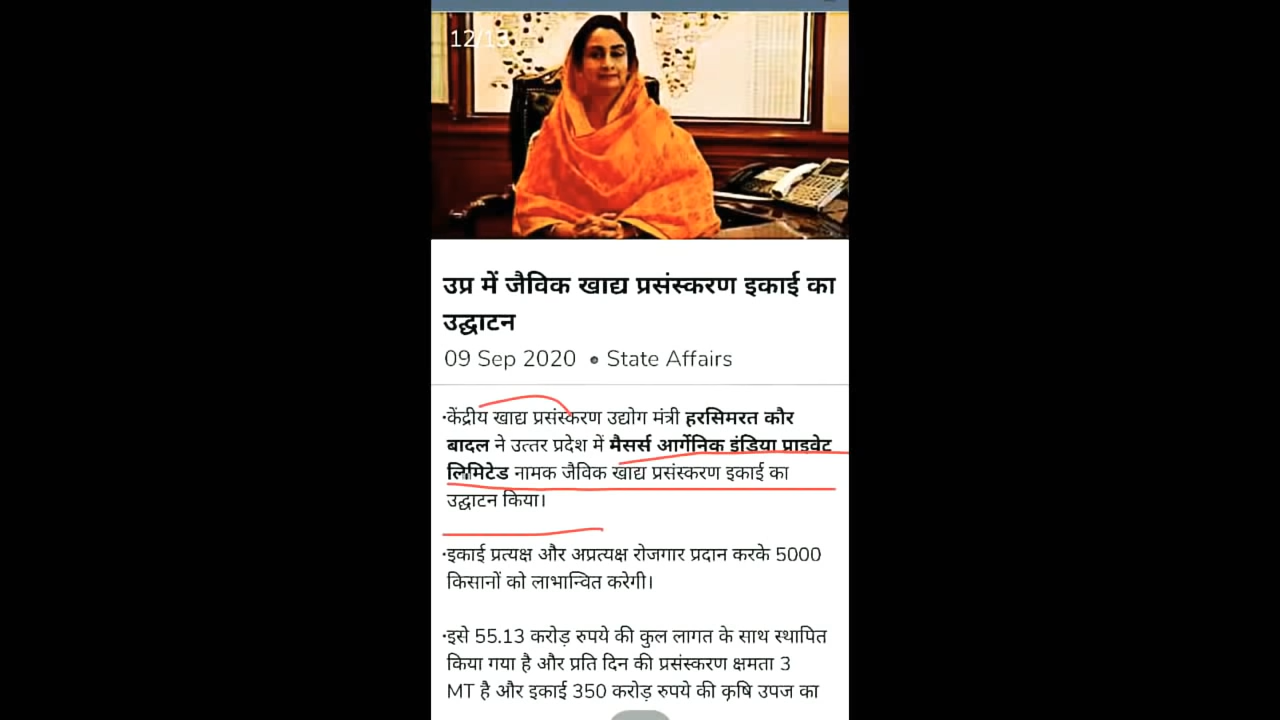 12/13
उप्र में जैविक खाद्य प्रसंस्करण इकाई का
उद्घाटन
09 Sep 2020 • State Affairs
·केंद्रीय खाद्य प्रसंस्करण उद्योग मंत्री हरसिमरत कौर
बादल ने उत्तर प्रदेश में मैसर्स आर्गेनिक इंडिया प्राइवेट
लिमिटेड नामक जैविक खाद्य प्रसंस्करण इकाई का
उद्घाटन किया।
·इकाई प्रत्यक्ष और अप्रत्यक्ष रोजगार प्रदान करके 5000
किसानों को लाभान्वित करेगी।
·इसे 55.13 करोड़ रुपये की कुल लागत के साथ स्थापित
किया गया है और प्रति दिन की प्रसंस्करण क्षमता 3
MT है और इकाई 350 करोड़ रुपये की कृषि उपज का